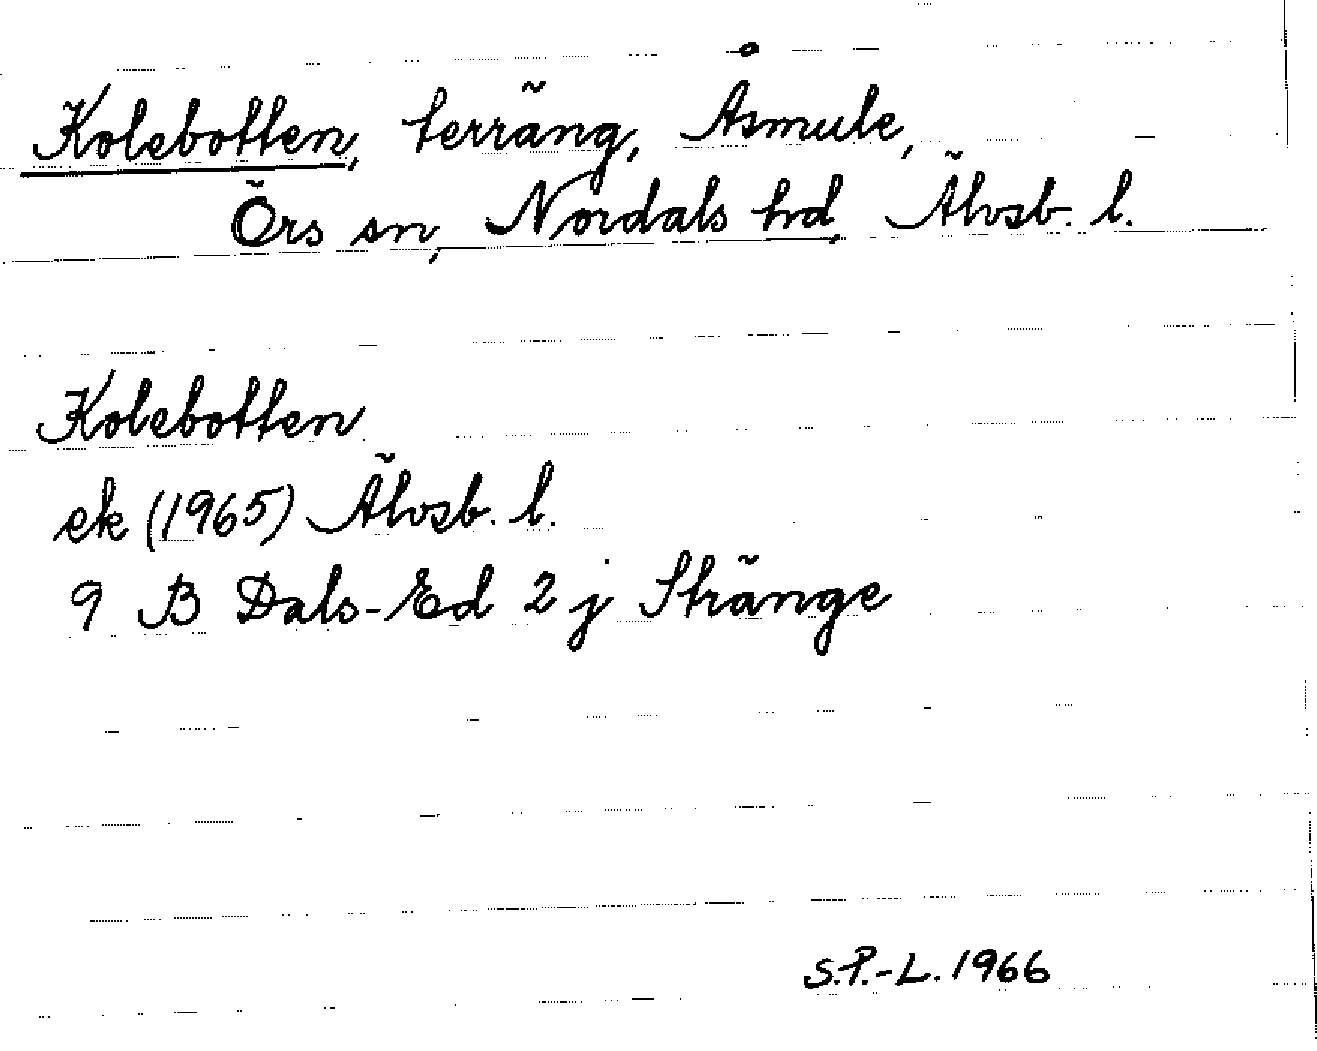 Kolebotten, terräng, Åsmule,
Örs sn, Nordals hd, Älvsb. l.
Kolebotten
ek (1965) Älvsb. l.
9 B Dals-Ed 2 j Stränge
S.P.-L. 1966